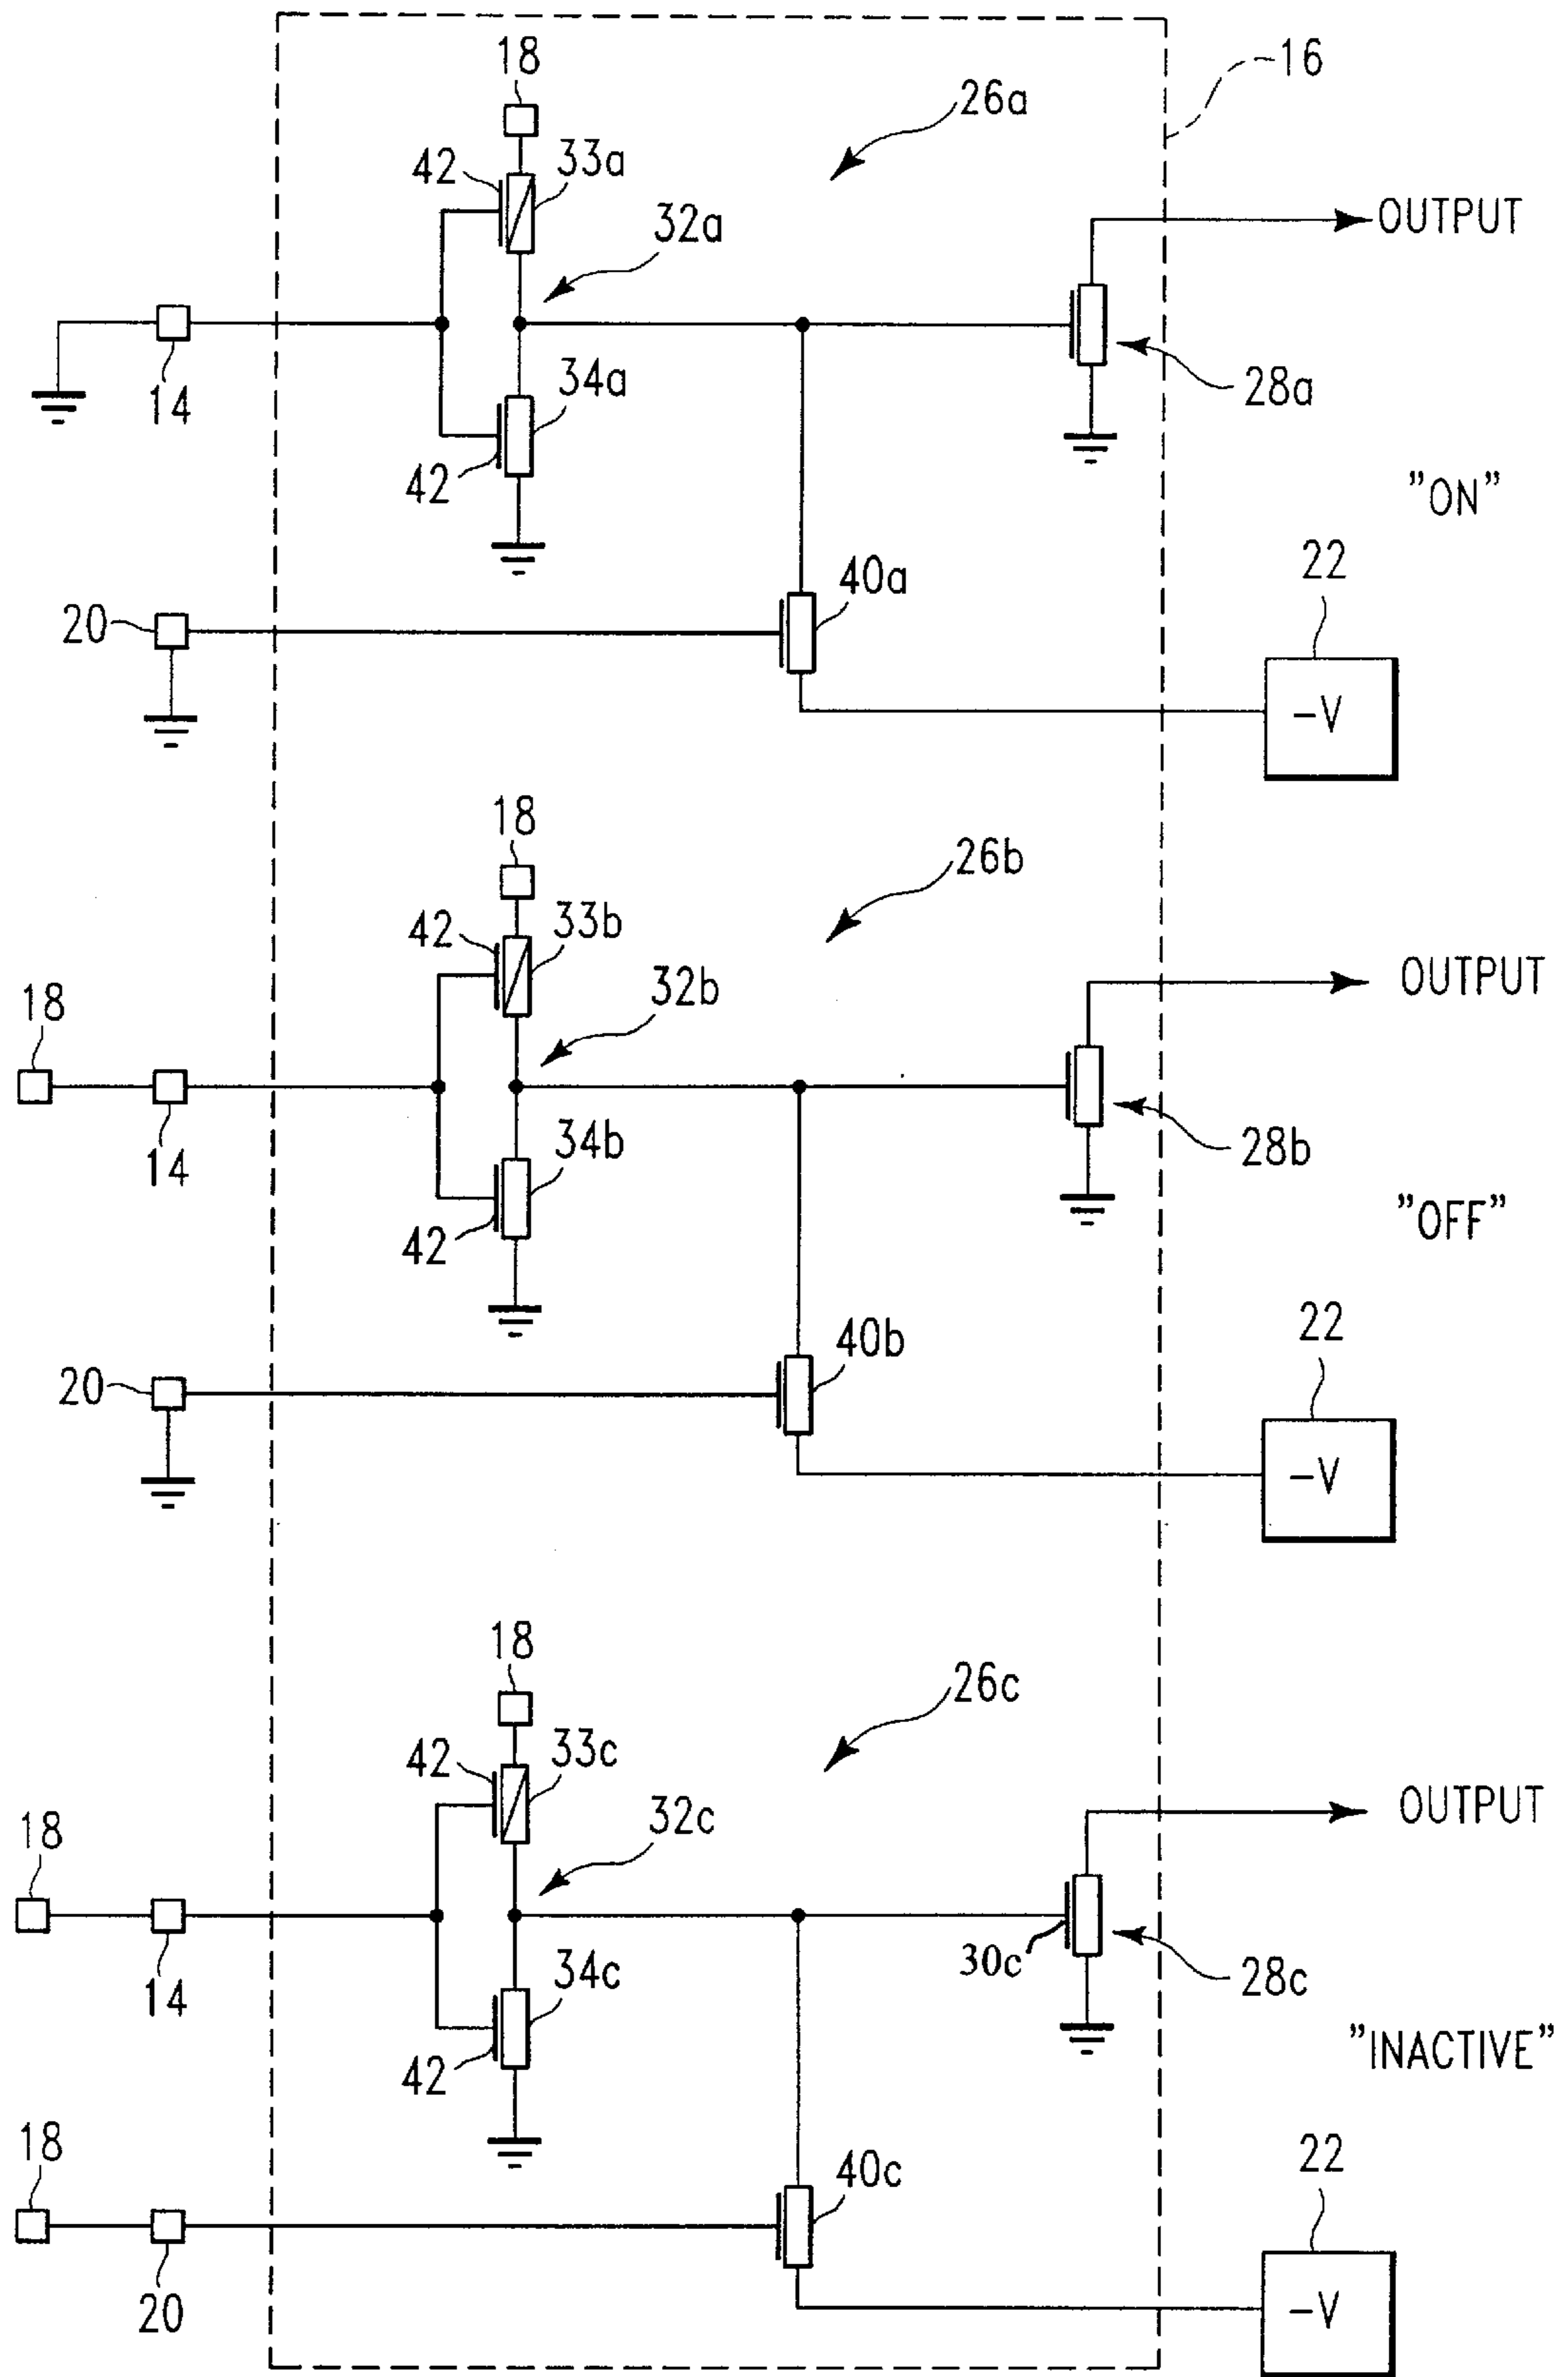 18
16
26a
42
33a
32a
OUTPUT
14
34a
28a
42
"ON"
40a
22
20
-V
18
26b
42
33b
32b
OUTPUT
18
14
34b
28b
42
"OFF"
40b
22
20
-V
18
26c
42
33c
32c
OUTPUT
18
30c
28c
14
34c
42
"INACTIVE"
18
40c
22
20
-V